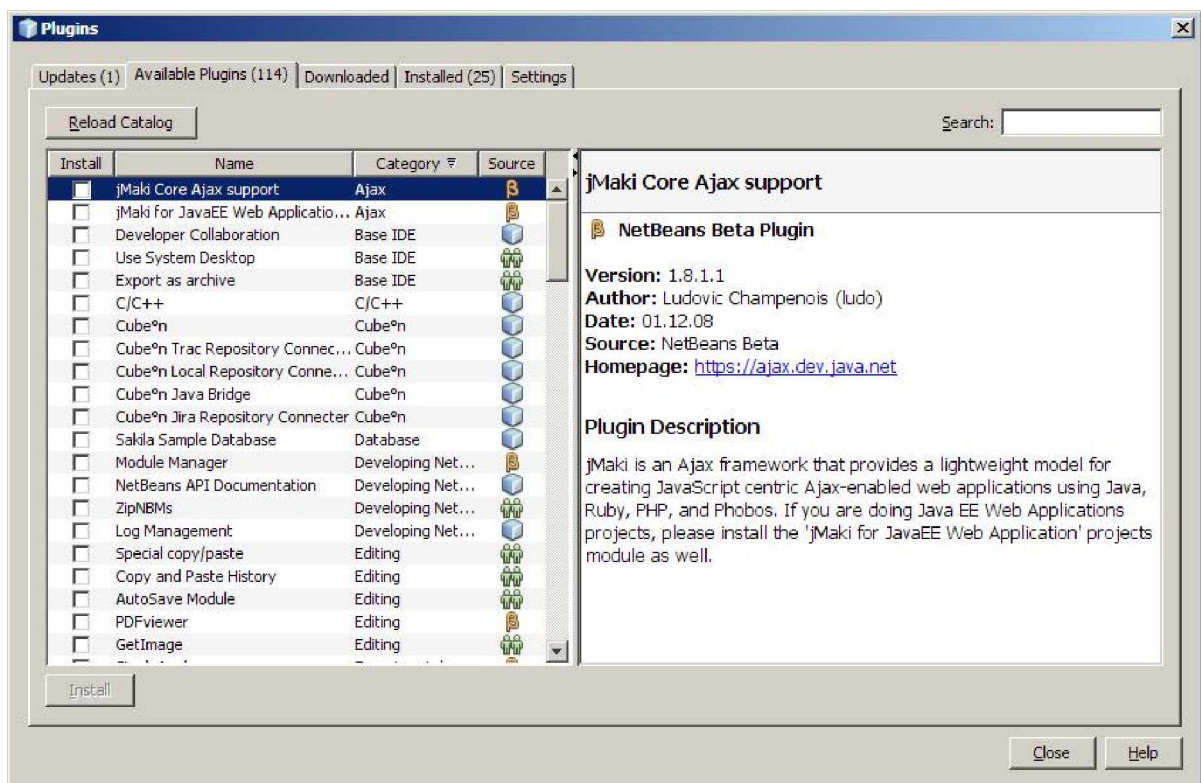 Plugins
Updates (1) Available Plugins (114) Downloaded Installed (25) Settings
Reload Catalog Search:
Install Name Category Source
jMaki Core Ajax support Ajax
jMaki for JavaEE Web Applicatio... Ajax
Developer Collaboration Base IDE
Use System Desktop Base IDE
Export as archive Base IDE
C/C++ C/C++
Cube°n Cube°n
Cube°n Trac Repository Connec... Cube°n
Cube°n Local Repository Conne... Cube°n
Cube°n Java Bridge Cube°n
Cube°n Jira Repository Connecter Cube°n
Sakila Sample Database Database
Module Manager Developing Net...
NetBeans API Documentation Developing Net...
ZipNBMs Developing Net...
Log Management Developing Net...
Special copy/paste Editing
Copy and Paste History Editing
AutoSave Module Editing
PDFviewer Editing
GetImage Editing
jMaki Core Ajax support
NetBeans Beta Plugin
Version: 1.8.1.1
Author: Ludovic Champenois (ludo)
Date: 01.12.08
Source: NetBeans Beta
Homepage: https://ajax.dev.java.net
Plugin Description
jMaki is an Ajax framework that provides a lightweight model for
creating JavaScript centric Ajax-enabled web applications using Java,
Ruby, PHP, and Phobos. If you are doing Java EE Web Applications
projects, please install the 'jMaki for JavaEE Web Application' projects
module as well.
Install
Close Help